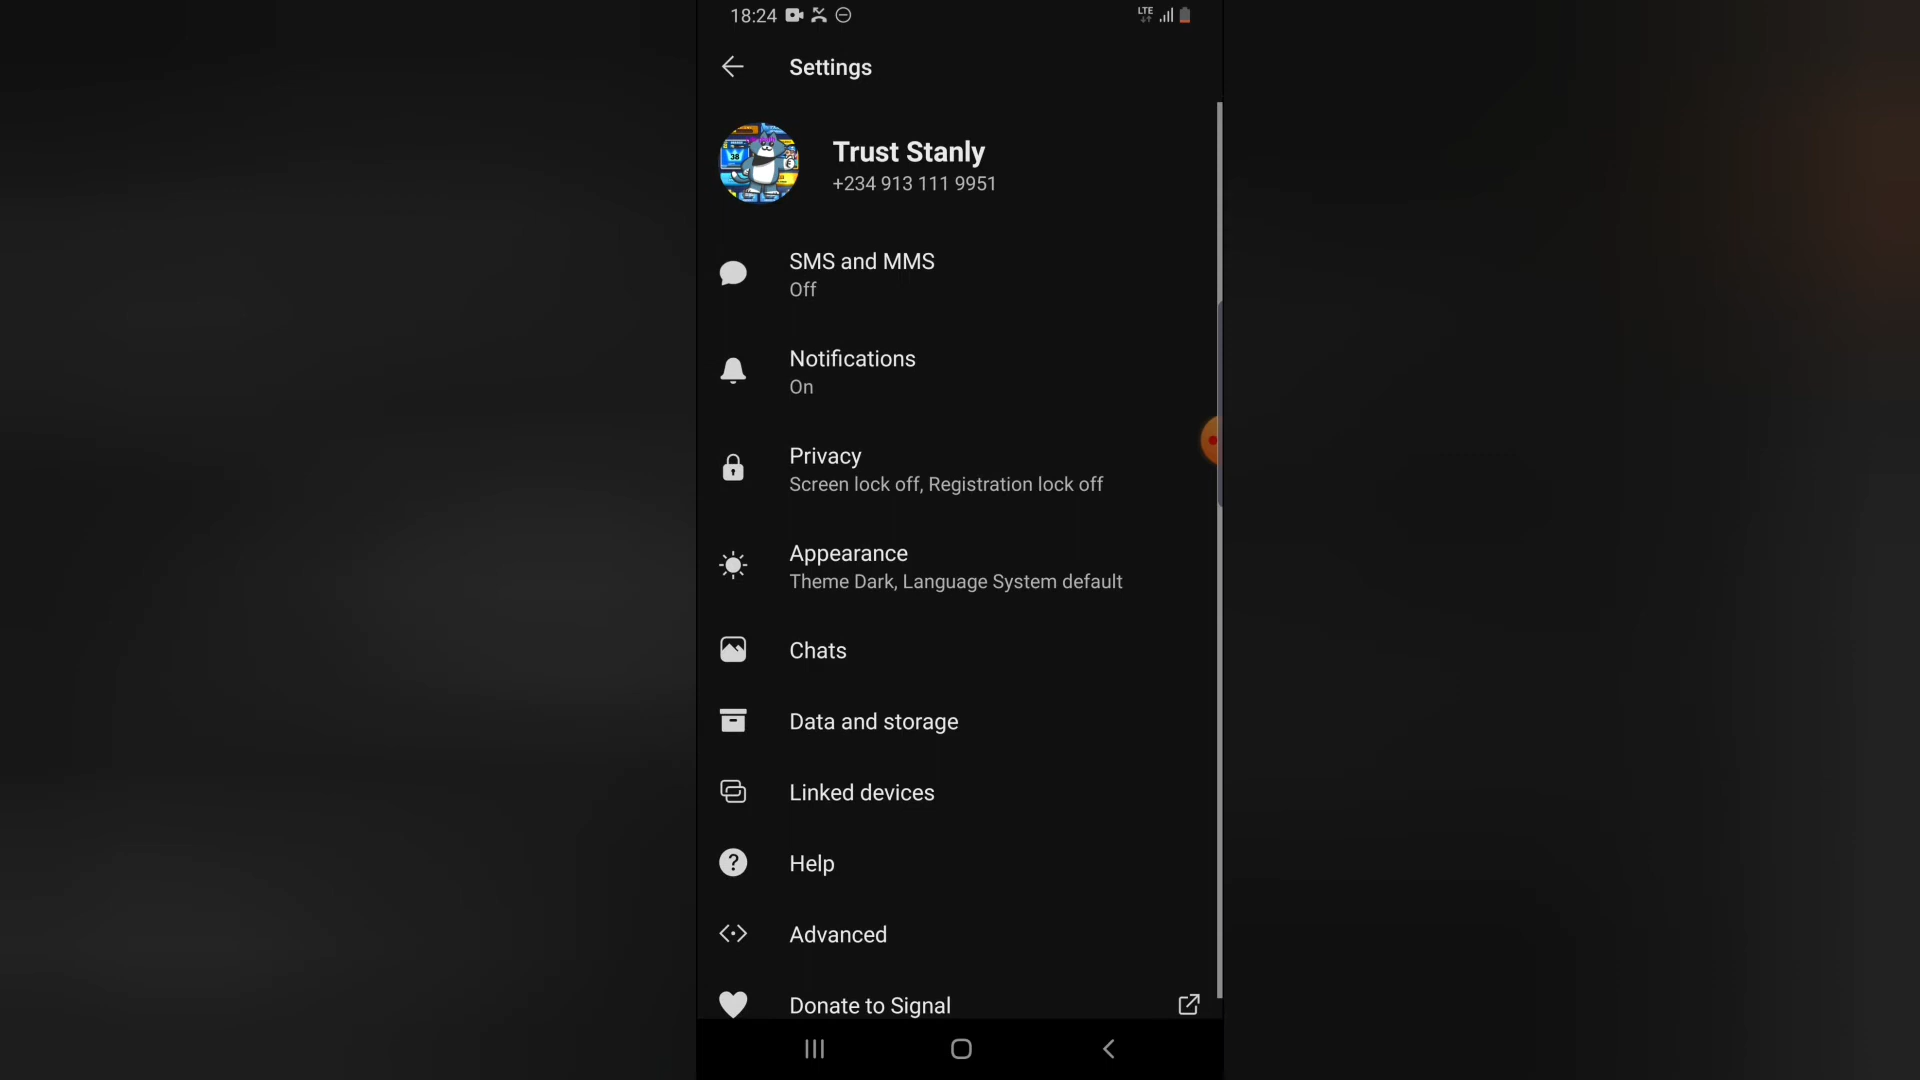 18:24 LTE
Settings
Trust Stanly
+234 913 111 9951
SMS and MMS
Off
Notifications
On
Privacy
Screen lock off, Registration lock off
Appearance
Theme Dark, Language System default
Chats
Data and storage
Linked devices
Help
Advanced
Donate to Signal